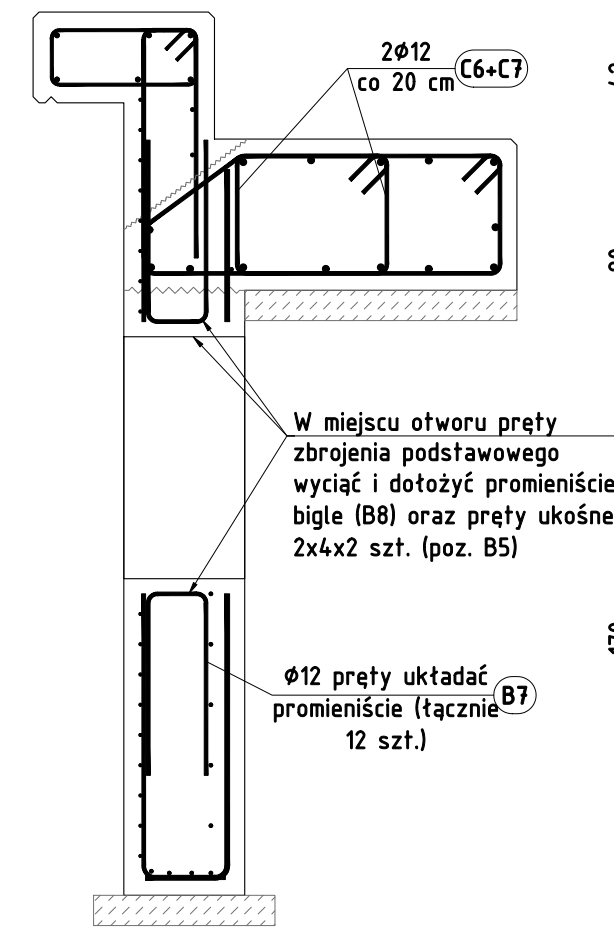 2Φ12
co 20 cm
C6+C7
W miejscu otworu pręty
zbrojenia podstawowego
wyciąć i dołożyć promieniście
bigle (B8) oraz pręty ukośne
2x4x2 szt. (poz. B5)
Φ12 pręty układać
promieniście (łącznie
12 szt.)
B7